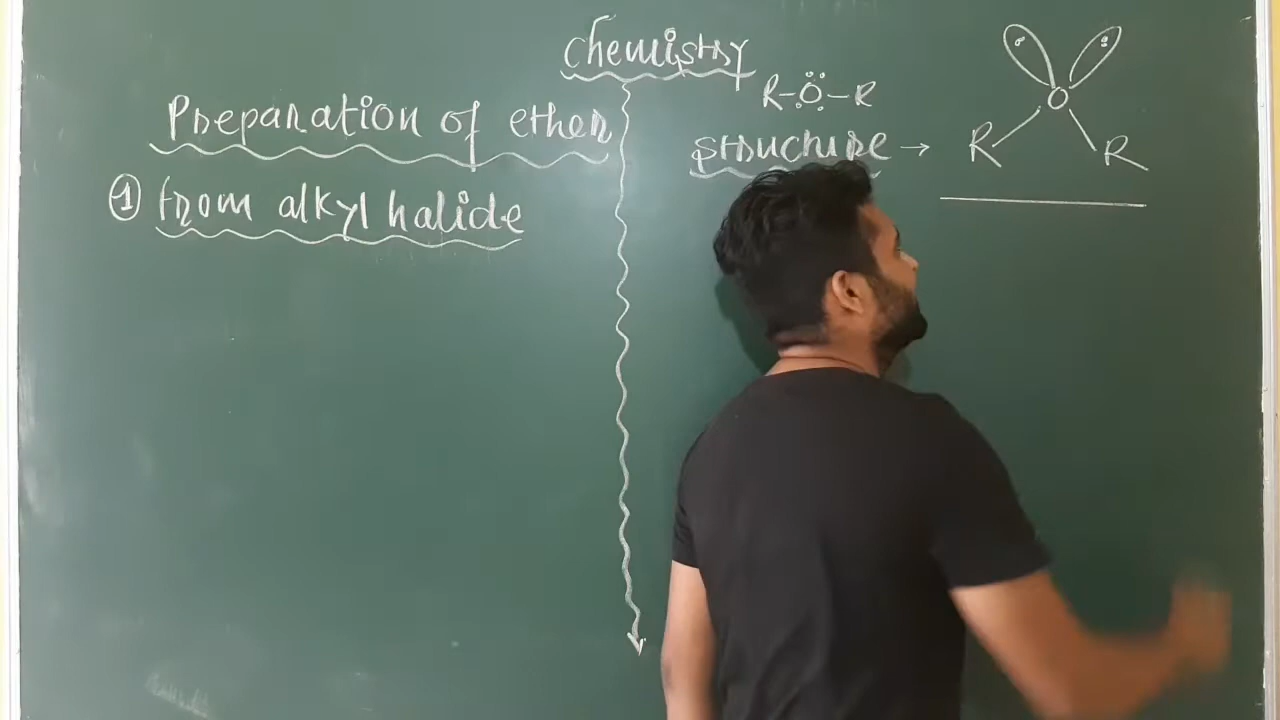 Chemistry
Preparation of ether
① from alkyl halide
R-Ö-R
structure →
O
R R